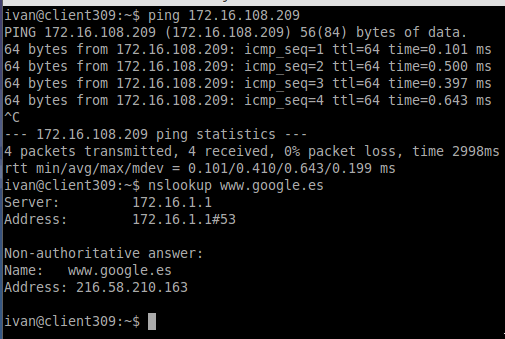 ivan@client309:~$ ping 172.16.108.209
PING 172.16.108.209 (172.16.108.209) 56(84) bytes of data.
64 bytes from 172.16.108.209: icmp_seq=1 ttl=64 time=0.101 ms
64 bytes from 172.16.108.209: icmp_seq=2 ttl=64 time=0.500 ms
64 bytes from 172.16.108.209: icmp_seq=3 ttl=64 time=0.397 ms
64 bytes from 172.16.108.209: icmp_seq=4 ttl=64 time=0.643 ms
^C
--- 172.16.108.209 ping statistics ---
4 packets transmitted, 4 received, 0% packet loss, time 2998ms
rtt min/avg/max/mdev = 0.101/0.410/0.643/0.199 ms
ivan@client309:~$ nslookup www.google.es
Server:         172.16.1.1
Address:        172.16.1.1#53

Non-authoritative answer:
Name:   www.google.es
Address: 216.58.210.163

ivan@client309:~$